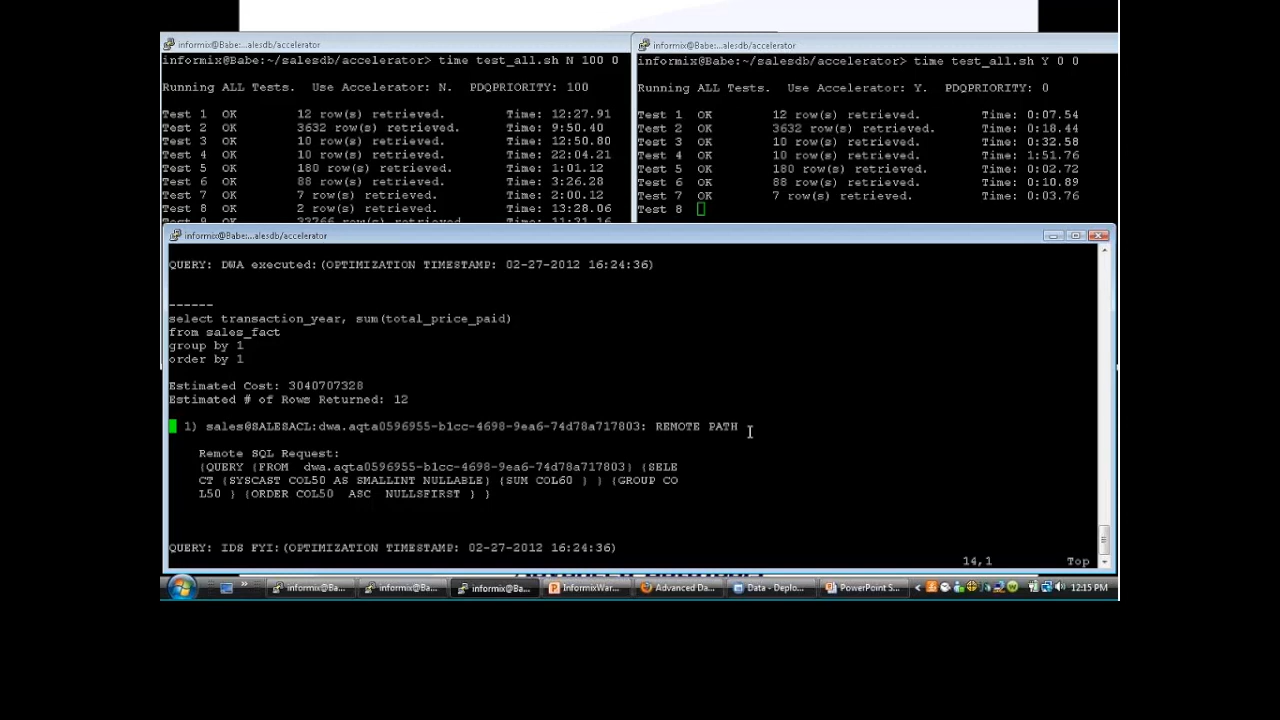 informix@Babe:...alesdb/accelerator
informix@Babe:~/salesdb/accelerator> time test_all.sh N 100 0
Running ALL Tests.  Use Accelerator: N.  PDQPRIORITY: 100
Test 1  OK  12 row(s) retrieved.  Time: 12:27.91
Test 2  OK  3632 row(s) retrieved.  Time: 9:50.40
Test 3  OK  10 row(s) retrieved.  Time: 12:50.80
Test 4  OK  10 row(s) retrieved.  Time: 22:04.21
Test 5  OK  180 row(s) retrieved.  Time: 1:01.12
Test 6  OK  88 row(s) retrieved.  Time: 3:26.28
Test 7  OK  7 row(s) retrieved.  Time: 2:00.12
Test 8  OK  2 row(s) retrieved.  Time: 13:28.06
informix@Babe:...alesdb/accelerator
informix@Babe:~/salesdb/accelerator> time test_all.sh Y 0 0
Running ALL Tests.  Use Accelerator: Y.  PDQPRIORITY: 0
Test 1  OK  12 row(s) retrieved.  Time: 0:07.54
Test 2  OK  3632 row(s) retrieved.  Time: 0:18.44
Test 3  OK  10 row(s) retrieved.  Time: 0:32.58
Test 4  OK  10 row(s) retrieved.  Time: 1:51.76
Test 5  OK  180 row(s) retrieved.  Time: 0:02.72
Test 6  OK  88 row(s) retrieved.  Time: 0:10.89
Test 7  OK  7 row(s) retrieved.  Time: 0:03.76
Test 8
informix@Babe:...alesdb/accelerator
QUERY: DWA executed:(OPTIMIZATION TIMESTAMP: 02-27-2012 16:24:36)
------
select transaction_year, sum(total_price_paid)
from sales_fact
group by 1
order by 1
Estimated Cost: 3040707328
Estimated # of Rows Returned: 12
1) sales@SALESACL:dwa.aqta0596955-b1cc-4698-9ea6-74d78a717803: REMOTE PATH
Remote SQL Request:
{QUERY {FROM  dwa.aqta0596955-b1cc-4698-9ea6-74d78a717803} {SELE
CT {SYSCAST COL50 AS SMALLINT NULLABLE} {SUM COL60 } } {GROUP CO
L50 } {ORDER COL50  ASC  NULLSFIRST } }
QUERY: IDS FYI:(OPTIMIZATION TIMESTAMP: 02-27-2012 16:24:36)
14,1  Top
informix@Ba...  informix@Ba...  informix@Ba...  InformixWar...  Advanced Da...  Data - Deplo...  PowerPoint S...  12:15 PM